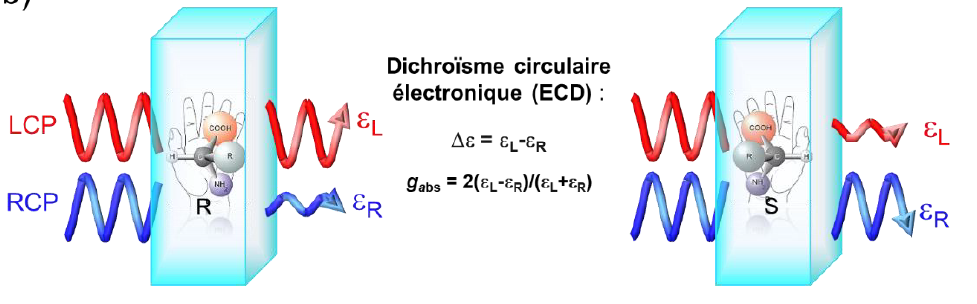 b)
LCP
RCP
COOH
H
C
R
NH2
R
εL
εR
Dichroïsme circulaire
électronique (ECD) :
Δε = εL-εR
gabs = 2(εL-εR)/(εL+εR)
COOH
R
C
H
NH
S
εL
εR